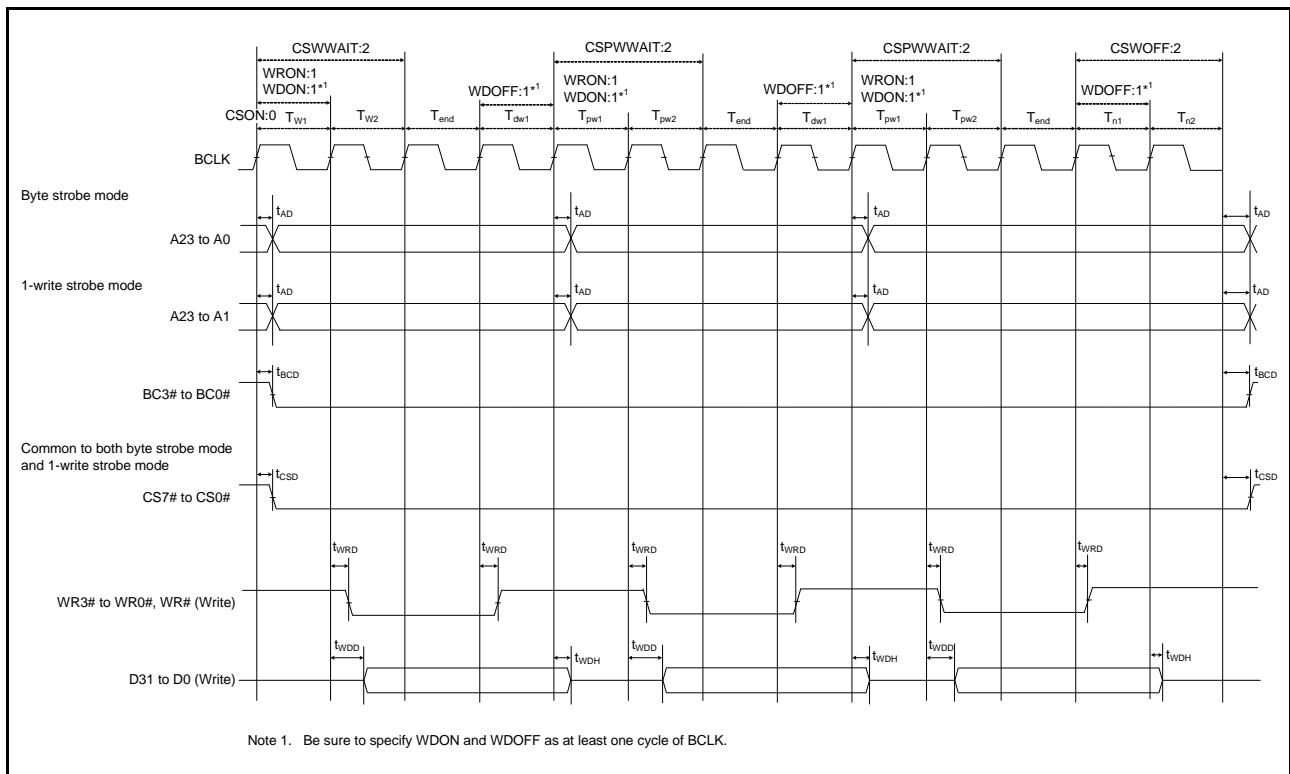 CSWWAIT:2 CSPWWAIT:2 CSPWWAIT:2 CSWOFF:2
WRON:1 WRON:1 WRON:1
WDON:1*1 WDOFF:1*1 WDON:1*1 WDOFF:1*1 WDON:1*1 WDOFF:1*1
CSON:0 TW1 TW2 Tend Tdw1 Tpw1 Tpw2 Tend Tdw1 Tpw1 Tpw2 Tend Tn1 Tn2
BCLK
Byte strobe mode
tAD tAD tAD tAD
A23 to A0
1-write strobe mode
tAD tAD tAD tAD
A23 to A1
tBCD tBCD
BC3# to BC0#
Common to both byte strobe mode
and 1-write strobe mode
tCSD tCSD
CS7# to CS0#
tWRD tWRD tWRD tWRD tWRD tWRD
WR3# to WR0#, WR# (Write)
tWDD tWDH tWDD tWDH tWDD tWDH
D31 to D0 (Write)
Note 1. Be sure to specify WDON and WDOFF as at least one cycle of BCLK.